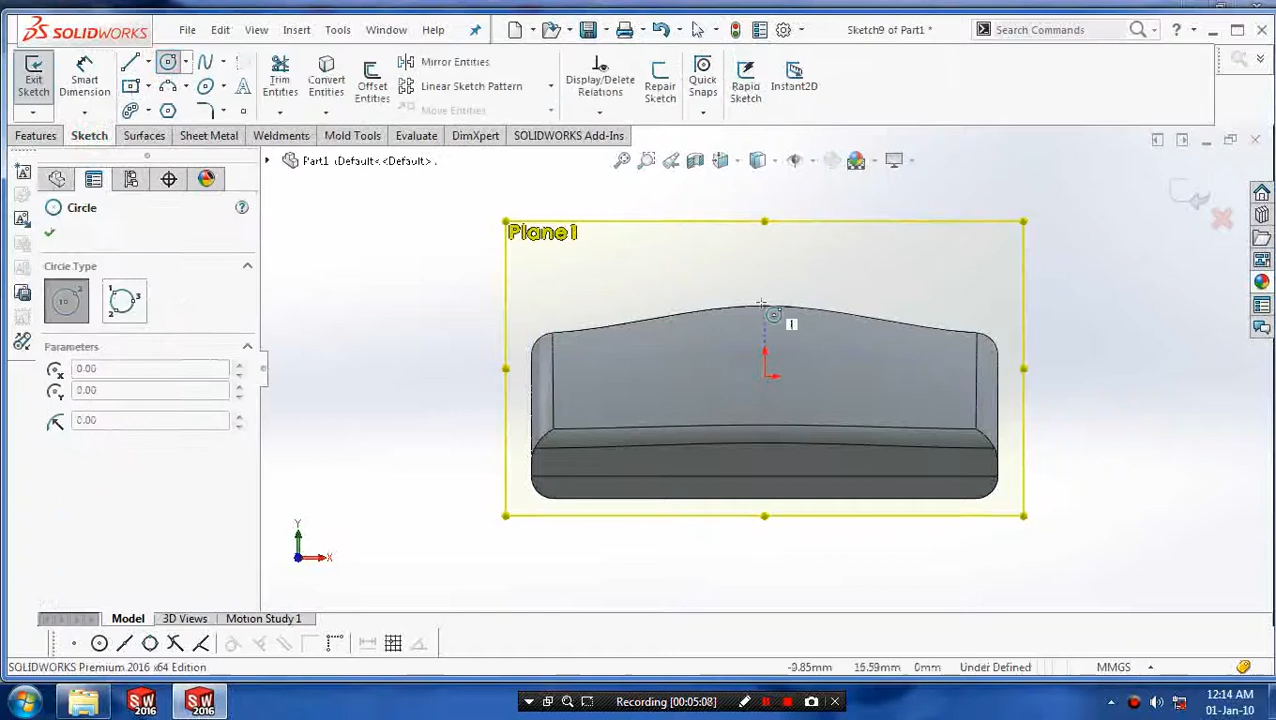 SOLIDWORKS
File Edit View Insert Tools Window Help
Sketch9 of Part1 *
Search Commands
?
Exit Sketch
Smart Dimension
Trim Entities
Convert Entities
Offset Entities
Mirror Entities
Linear Sketch Pattern
Move Entities
Display/Delete Relations
Repair Sketch
Quick Snaps
Rapid Sketch
Instant2D
Features Sketch Surfaces Sheet Metal Weldments Mold Tools Evaluate DimXpert SOLIDWORKS Add-Ins
Part1 (Default<<Default>.
Circle
?
Circle Type
Parameters
0.00
0.00
0.00
Plane1
Y
X
Model 3D Views Motion Study 1
SOLIDWORKS Premium 2016 x64 Edition
-0.85mm 16.59mm 0mm Under Defined MMGS
Recording [00:05:08]
12:14 AM
01-Jan-10